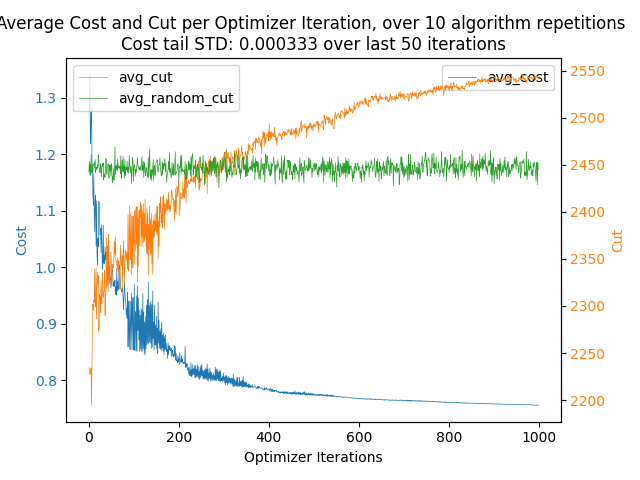 Average Cost and Cut per Optimizer Iteration, over 10 algorithm repetitions
Cost tail STD: 0.000333 over last 50 iterations
avg_cut
avg_random_cut
avg_cost
1.3
1.2
1.1
1.0
0.9
0.8
Cost
2550
2500
2450
2400
2350
2300
2250
2200
Cut
0
200
400
600
800
1000
Optimizer Iterations